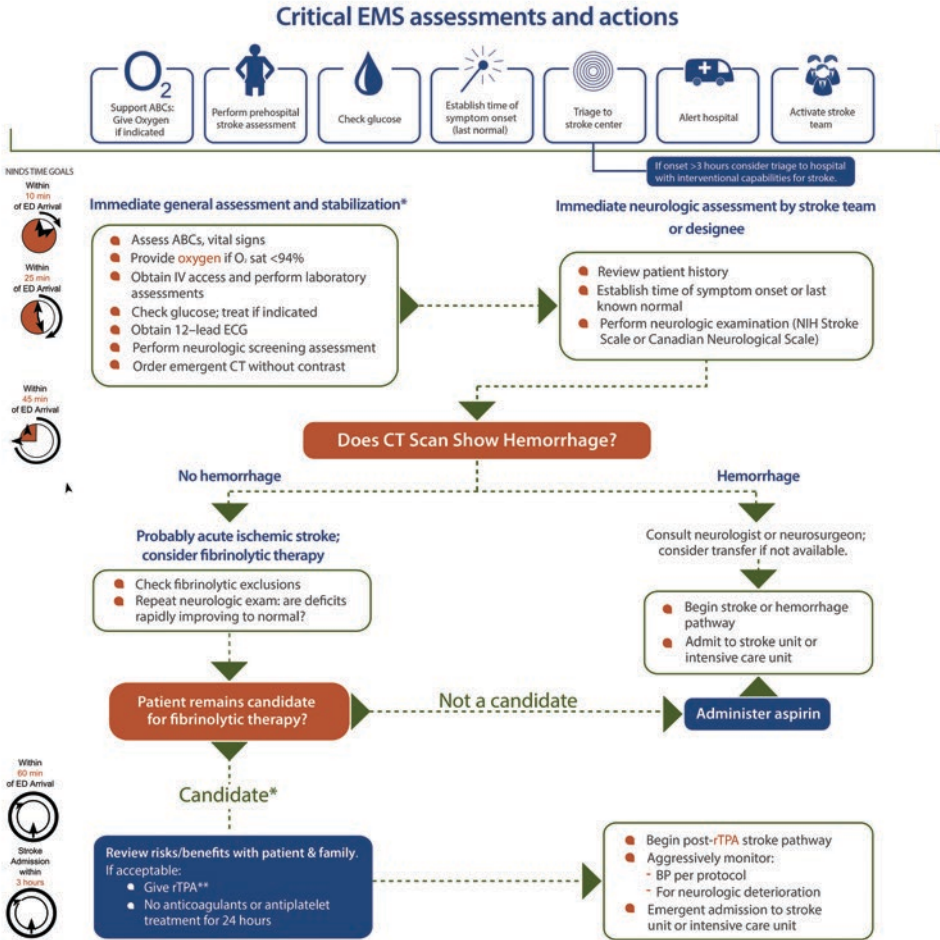 Critical EMS assessments and actions
O2
Support ABCs:
Give Oxygen
if indicated
Perform prehospital
stroke assessment
Check glucose
Establish time of
symptom onset
(last normal)
Triage to
stroke center
Alert hospital
Activate stroke
team
If onset >3 hours consider triage to hospital
with interventional capabilities for stroke.
NINDS TIME GOALS
Within
10 min
of ED Arrival
Within
25 min
of ED Arrival
Within
45 min
of ED Arrival
Immediate general assessment and stabilization*
Assess ABCs, vital signs
Provide oxygen if O2 sat <94%
Obtain IV access and perform laboratory
assessments
Check glucose; treat if indicated
Obtain 12–lead ECG
Perform neurologic screening assessment
Order emergent CT without contrast
Immediate neurologic assessment by stroke team
or designee
Review patient history
Establish time of symptom onset or last
known normal
Perform neurologic examination (NIH Stroke
Scale or Canadian Neurological Scale)
Does CT Scan Show Hemorrhage?
No hemorrhage
Hemorrhage
Probably acute ischemic stroke;
consider fibrinolytic therapy
Check fibrinolytic exclusions
Repeat neurologic exam: are deficits
rapidly improving to normal?
Consult neurologist or neurosurgeon;
consider transfer if not available.
Begin stroke or hemorrhage
pathway
Admit to stroke unit or
intensive care unit
Patient remains candidate
for fibrinolytic therapy?
Not a candidate
Administer aspirin
Within
60 min
of ED Arrival
Stroke
Admission
within
3 hours
Candidate*
Review risks/benefits with patient & family.
If acceptable:
Give rTPA**
No anticoagulants or antiplatelet
treatment for 24 hours
Begin post-rTPA stroke pathway
Aggressively monitor:
- BP per protocol
- For neurologic deterioration
Emergent admission to stroke
unit or intensive care unit